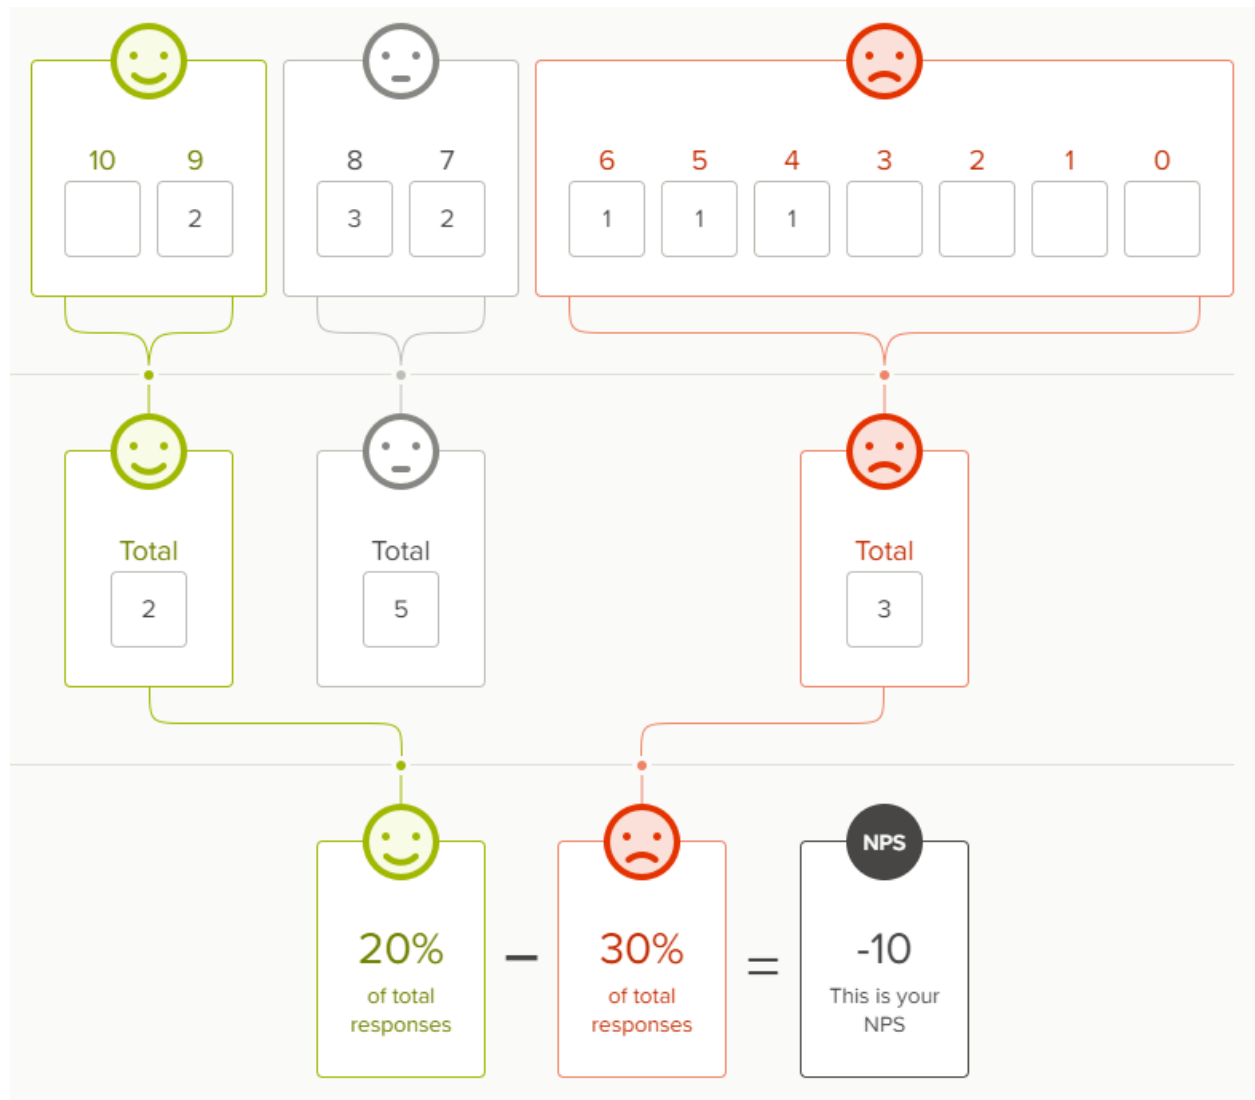 10 9 8 7 6 5 4 3 2 1 0
2 3 2 1 1 1
Total Total Total
2 5 3
NPS
20% − 30% = -10
of total of total This is your
responses responses NPS